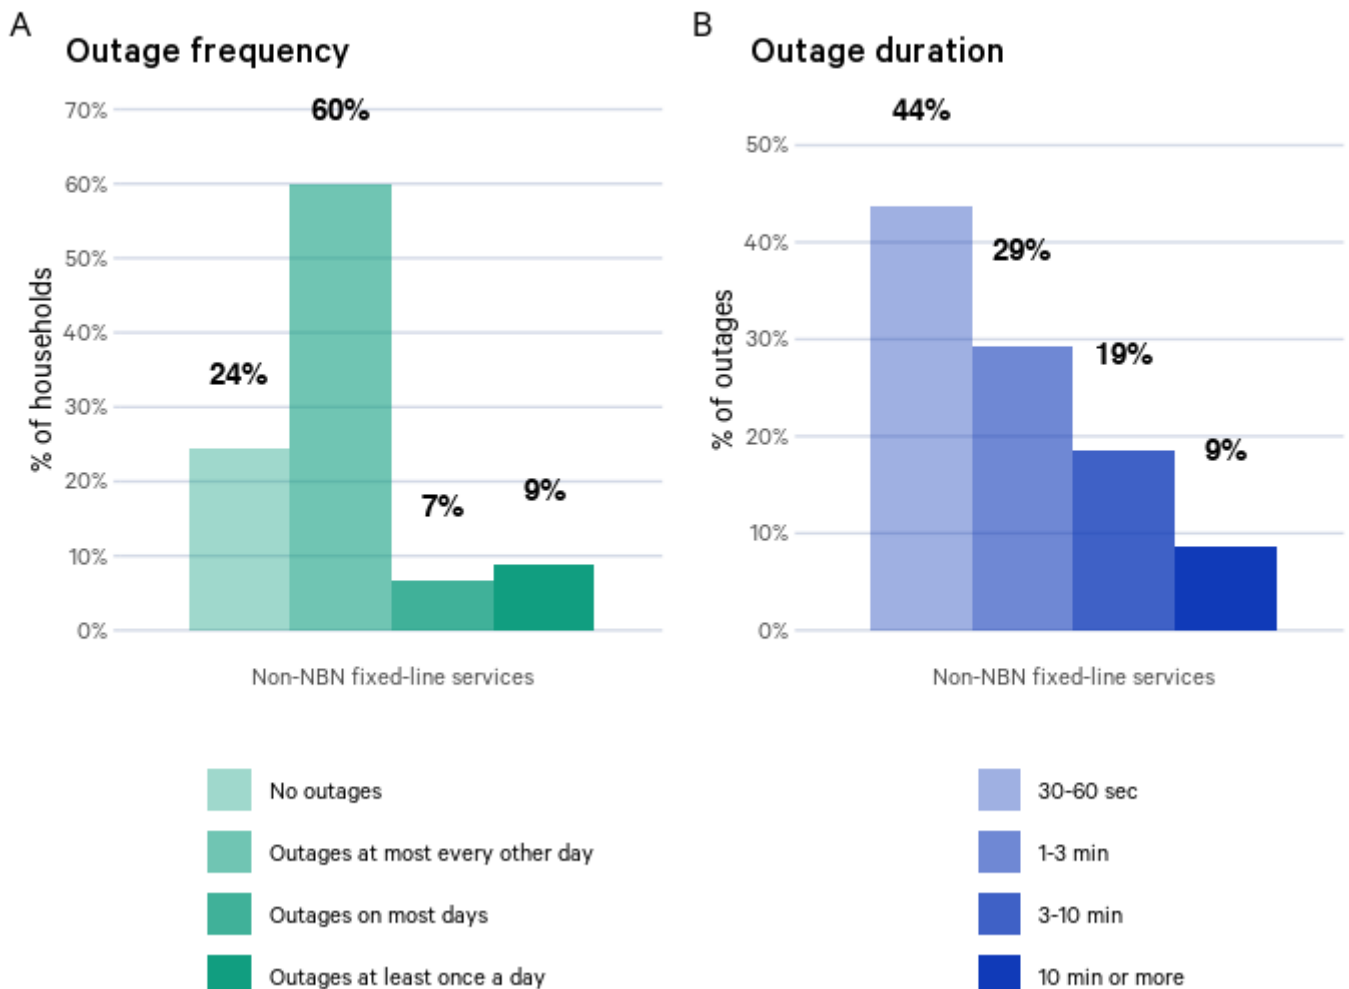 A
Outage frequency
70%
60%
50%
40%
30%
20%
10%
0%
% of households
60%
24%
7%
9%
Non-NBN fixed-line services
No outages
Outages at most every other day
Outages on most days
Outages at least once a day
B
Outage duration
50%
40%
30%
20%
10%
0%
% of outages
44%
29%
19%
9%
Non-NBN fixed-line services
30-60 sec
1-3 min
3-10 min
10 min or more